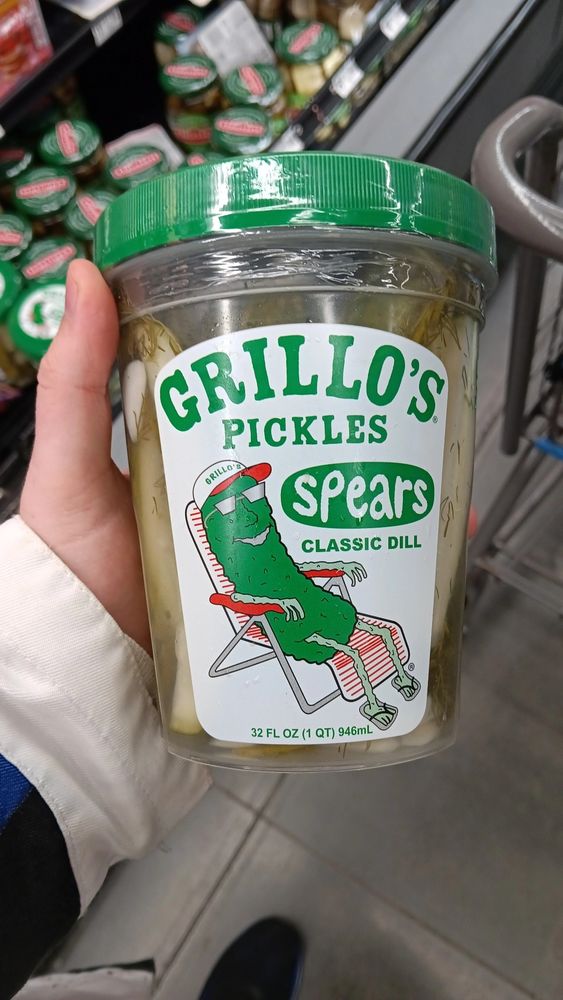 GRILLO'S®
PICKLES
GRILLO'S
spears
CLASSIC DILL
®
32 FL OZ (1 QT) 946mL